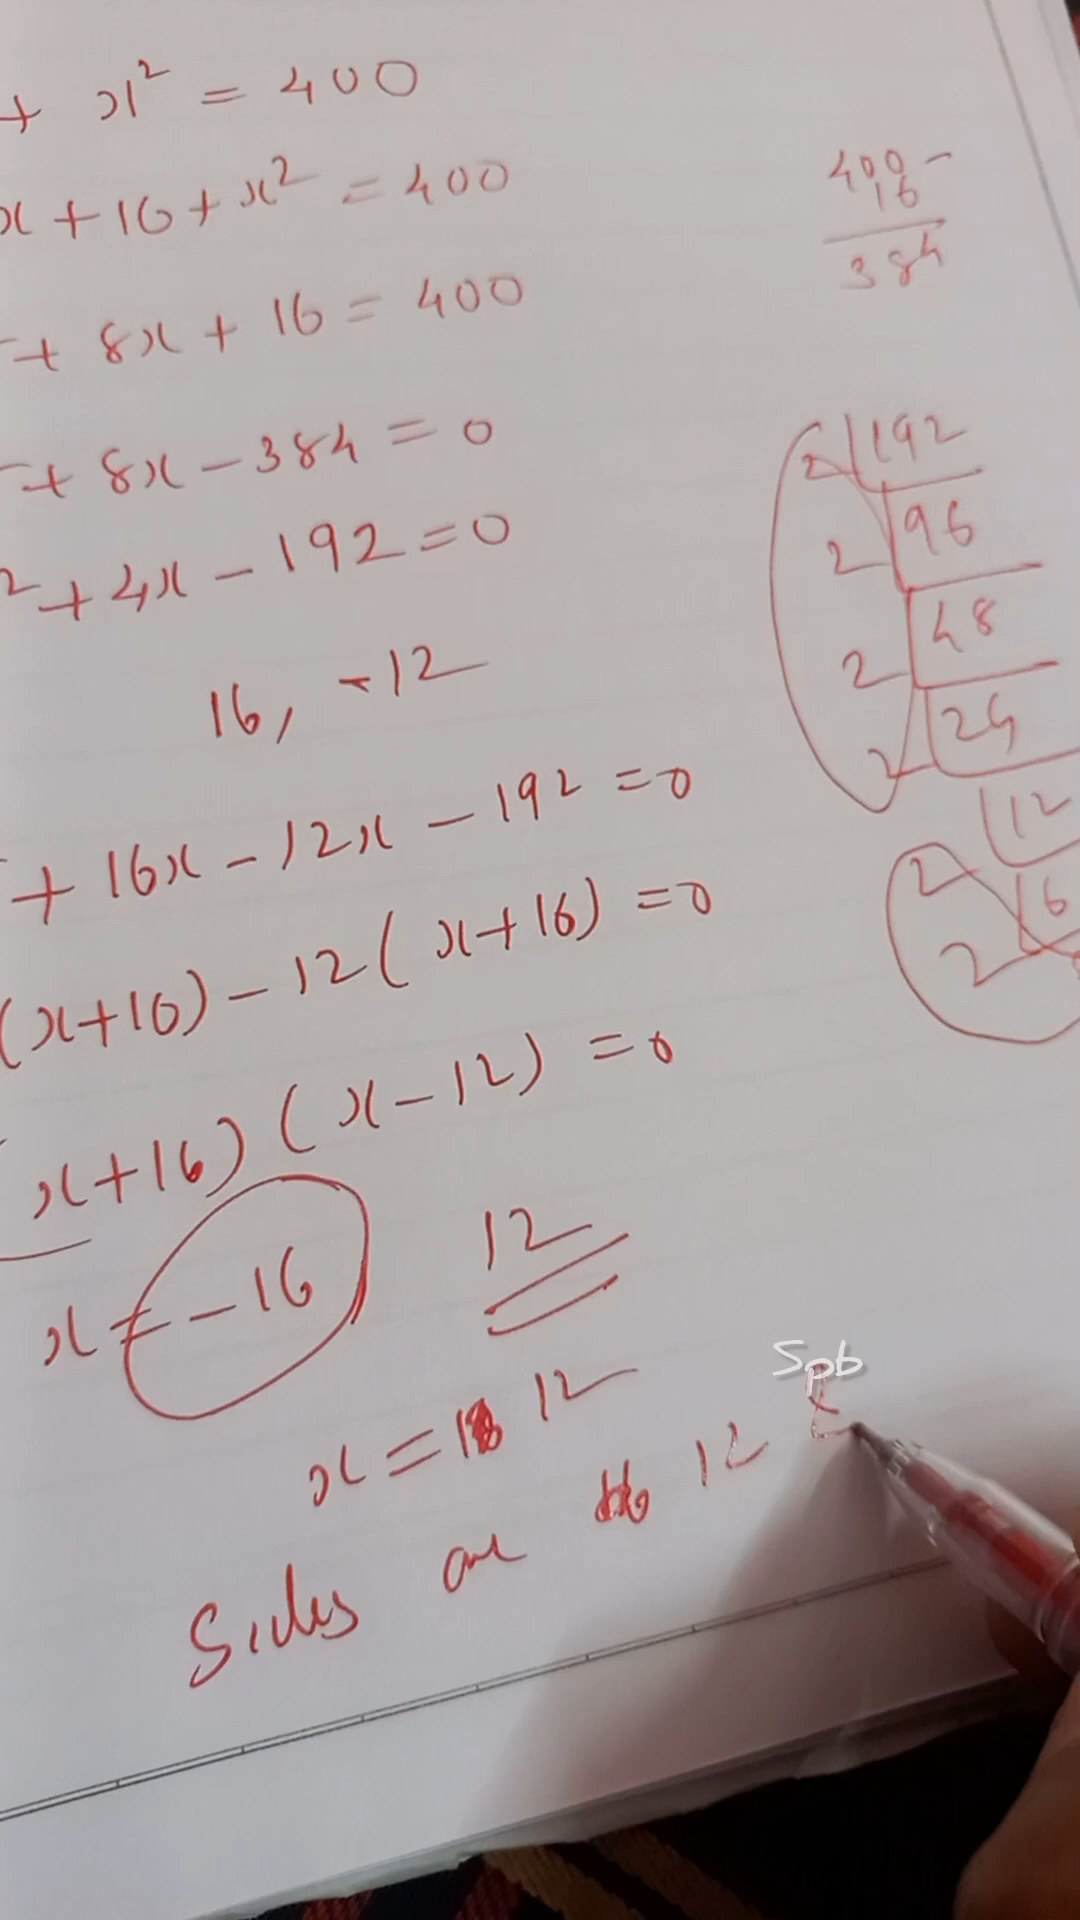 + x² = 400
x + 16 + x² = 400
+ 8x + 16 = 400
+ 8x - 384 = 0
² + 4x - 192 = 0
16, -12
+ 16x - 12x - 192 = 0
(x+16) - 12(x+16) = 0
x+16)(x-12) = 0
x = -16 12
x = 12
Sides are 12 &
400 -
16
384
2 192
2 96
2 48
2 24
12
2 6
2
Spb